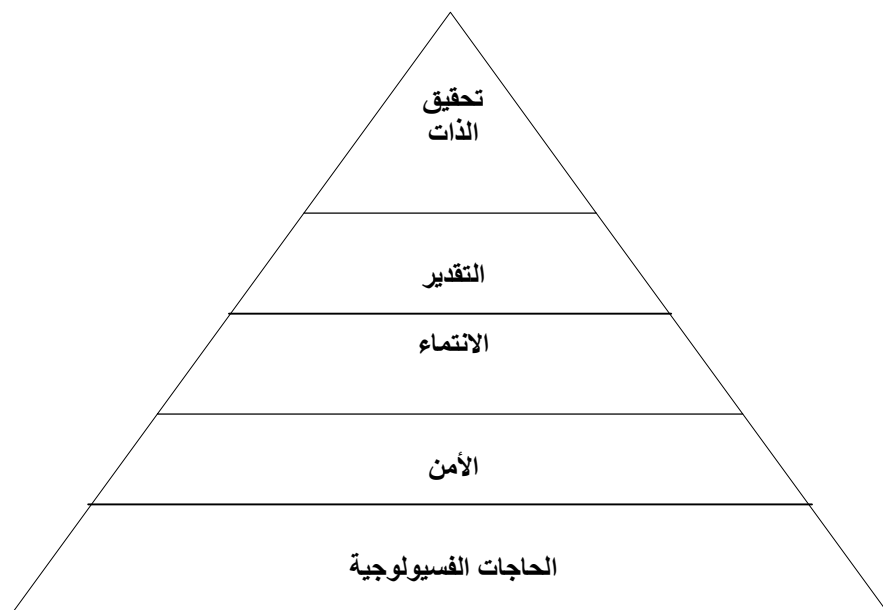 تحقيق
الذات
التقدير
الانتماء
الأمن
الحاجات الفسيولوجية